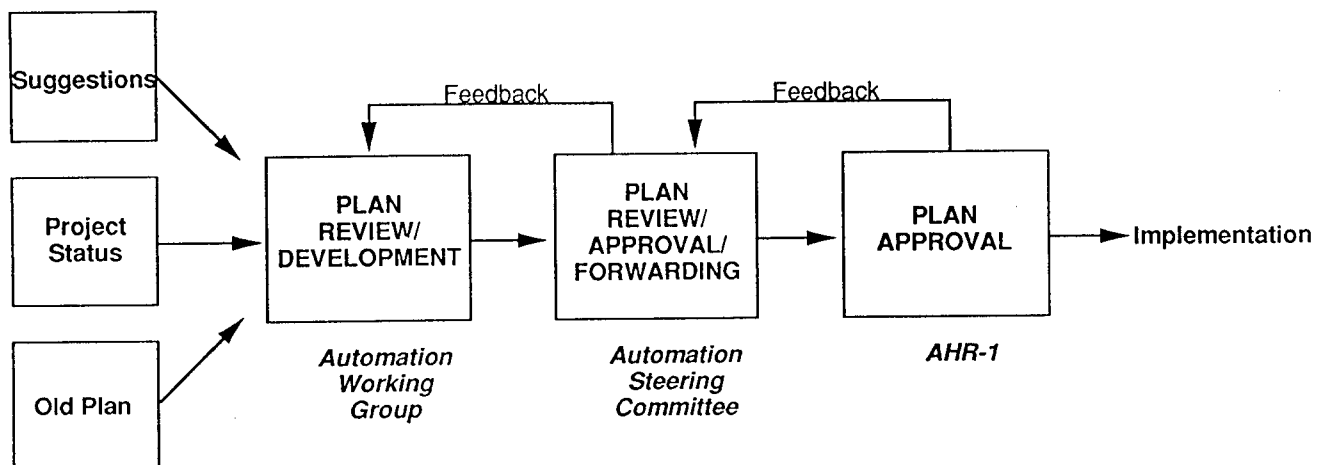 Suggestions
Project
Status
Old Plan
Feedback
Feedback
PLAN
REVIEW/
DEVELOPMENT
PLAN
REVIEW/
APPROVAL/
FORWARDING
PLAN
APPROVAL
Implementation
Automation
Working
Group
Automation
Steering
Committee
AHR-1